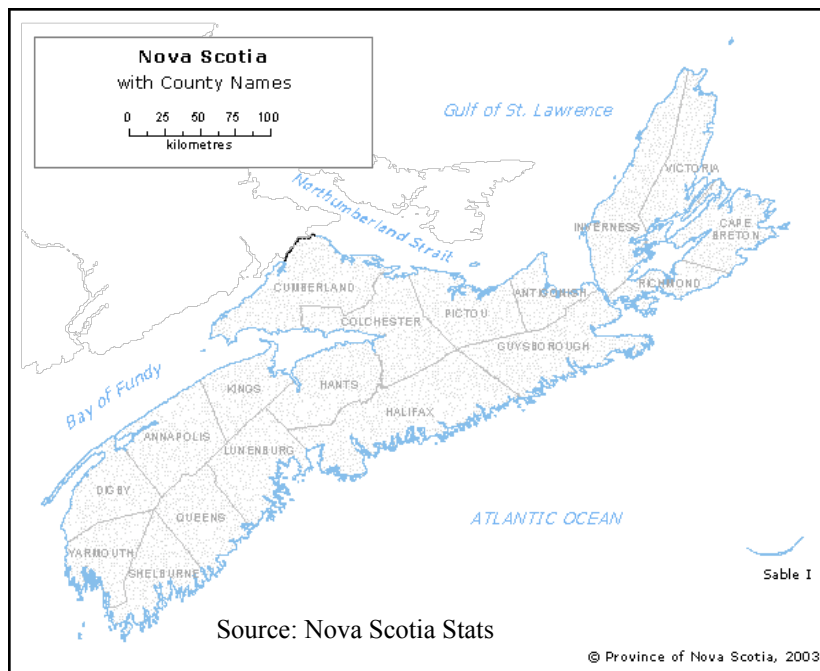 Nova Scotia
with County Names
0 25 50 75 100
kilometres
Gulf of St. Lawrence
Northumberland Strait
VICTORIA
INVERNESS
CAPE
BRETON
RICHMOND
CUMBERLAND
ANTIGONISH
PICTOU
COLCHESTER
GUYSBOROUGH
Bay of Fundy
KINGS
HANTS
HALIFAX
ANNAPOLIS
LUNENBURG
DIGBY
QUEENS
ATLANTIC OCEAN
YARMOUTH
SHELBURNE
Sable I
Source: Nova Scotia Stats
© Province of Nova Scotia, 2003